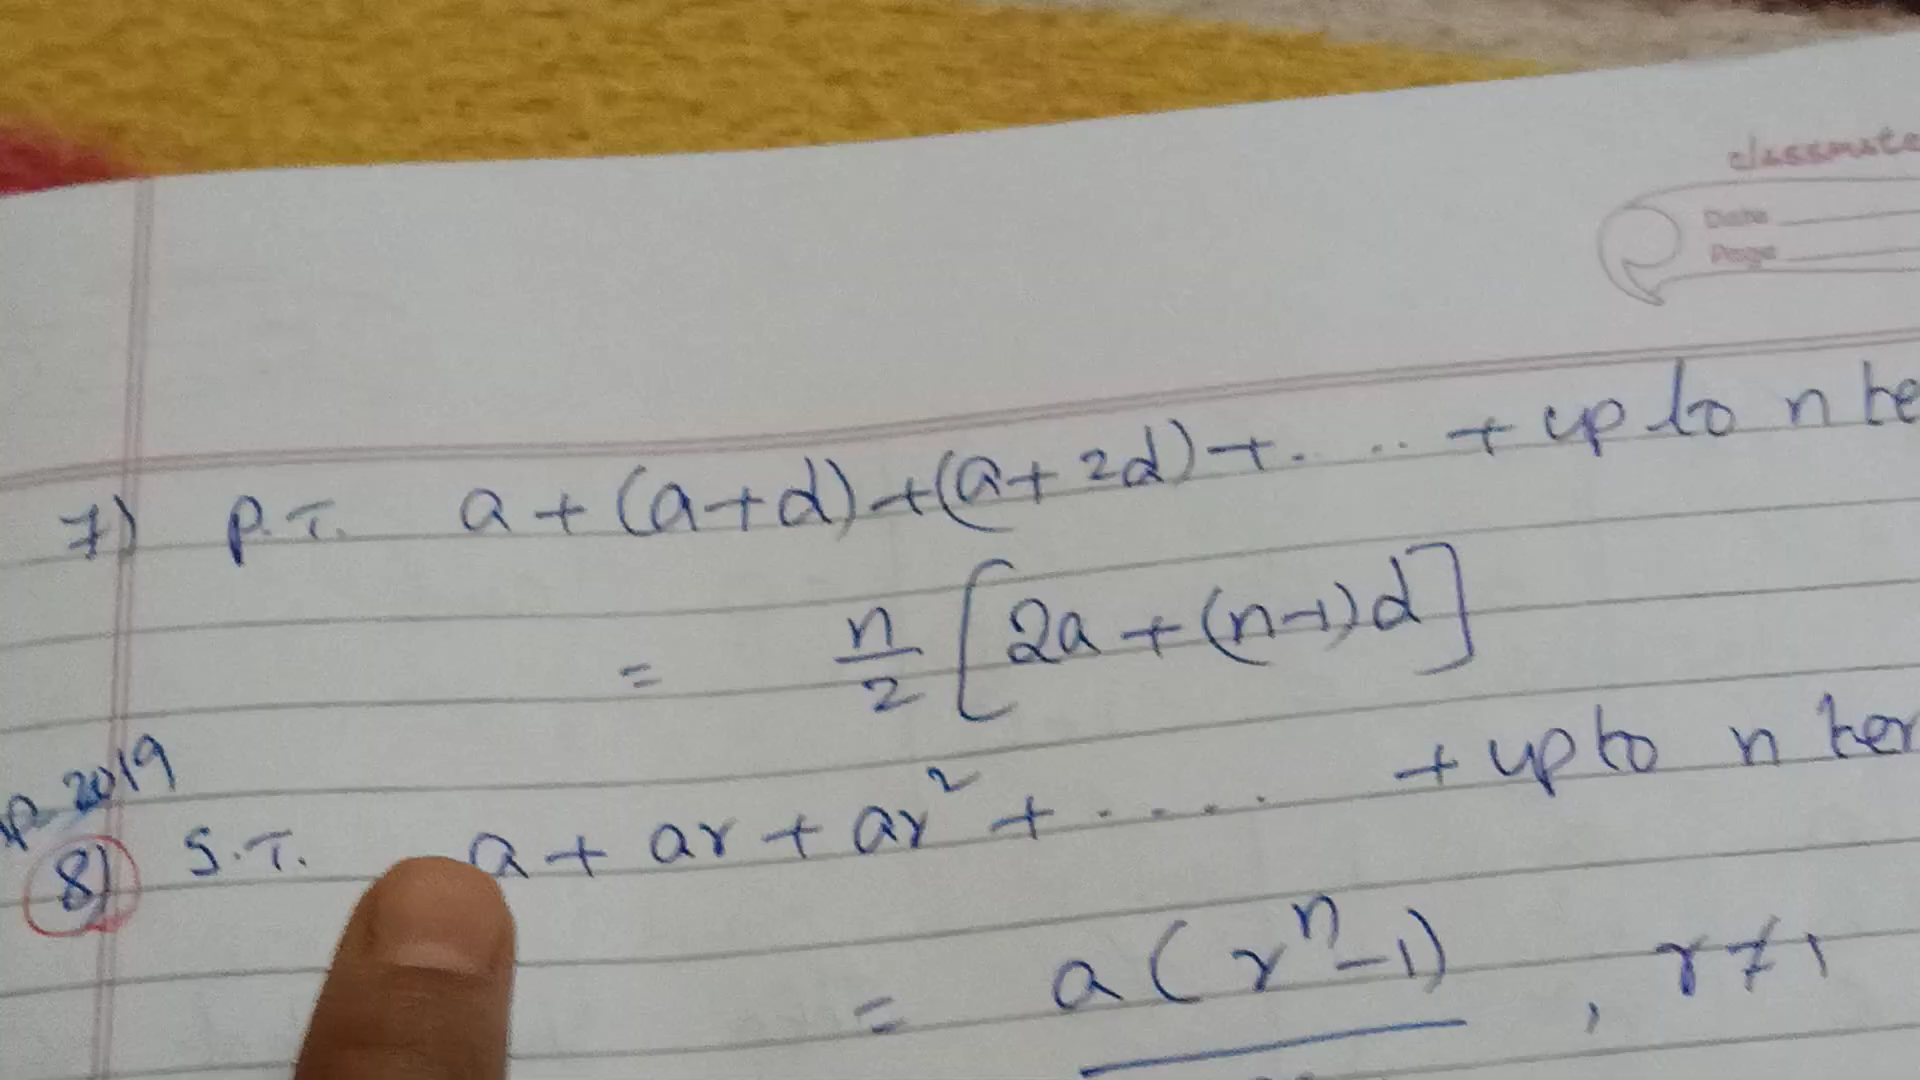 classmate
Date
Page
7) P.T. a + (a+d) + (a+2d) + . . . . + up to n te
= n/2 [2a + (n-1)d]
2019
8) S.T. a + ar + ar² + . . . . . + up to n ter
= a(rⁿ-1) , r≠1